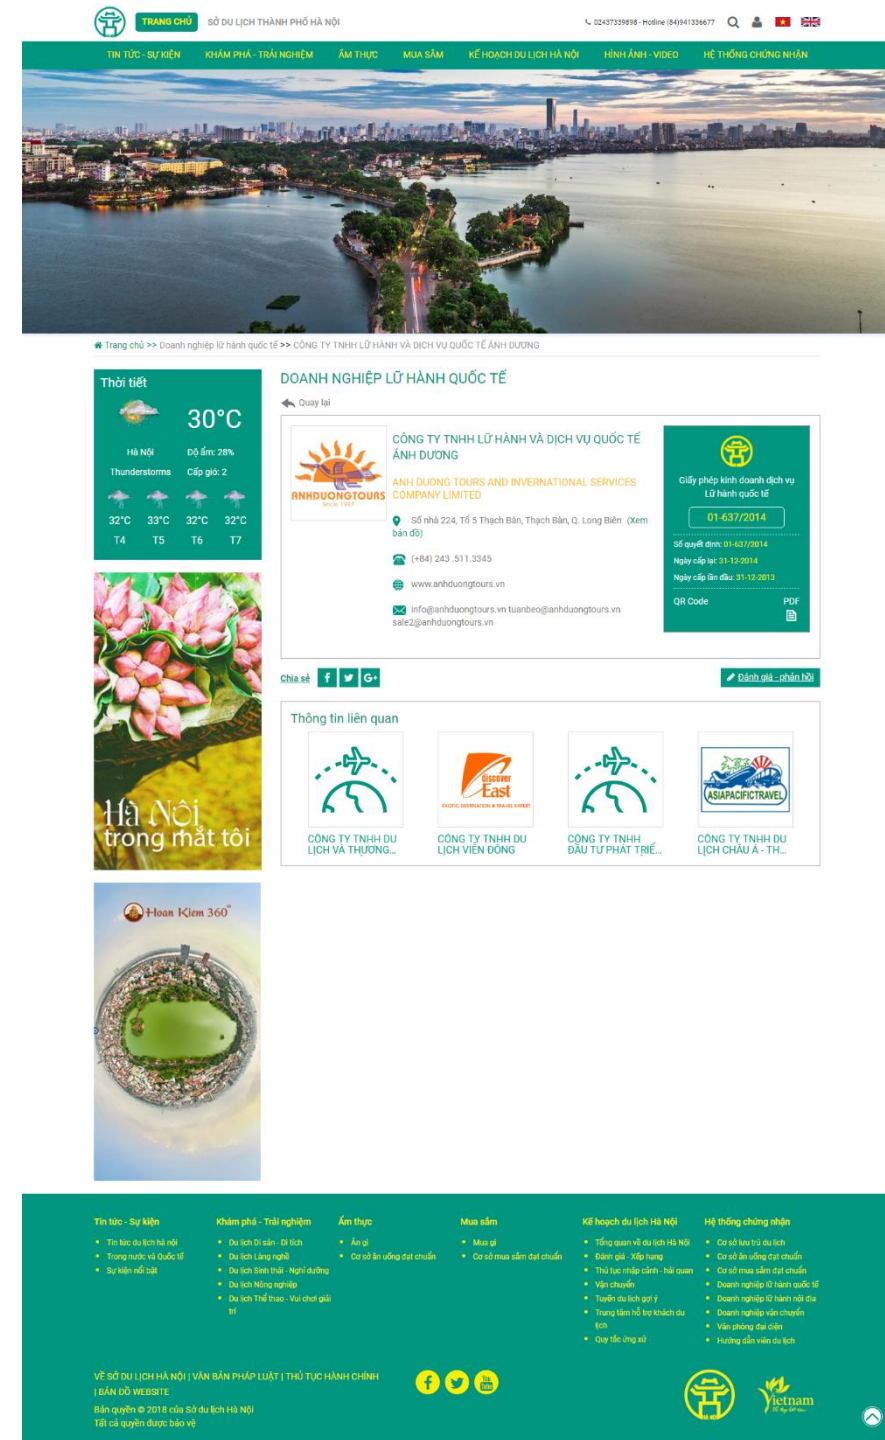 TRANG CHỦ
SỞ DU LỊCH THÀNH PHỐ HÀ NỘI
02437339898 - Hotline (84)941336677
TIN TỨC - SỰ KIỆN
KHÁM PHÁ - TRẢI NGHIỆM
ẨM THỰC
MUA SẮM
KẾ HOẠCH DU LỊCH HÀ NỘI
HÌNH ẢNH - VIDEO
HỆ THỐNG CHỨNG NHẬN
Trang chủ >> Doanh nghiệp lữ hành quốc tế >> CÔNG TY TNHH LỮ HÀNH VÀ DỊCH VỤ QUỐC TẾ ÁNH DƯƠNG
Thời tiết
30°C
Hà Nội
Độ ẩm: 28%
Thunderstorms
Cấp gió: 2
32°C 33°C 32°C 32°C
T4 T5 T6 T7
Hà Nội
trong mắt tôi
Hoan Kiem 360°
DOANH NGHIỆP LỮ HÀNH QUỐC TẾ
Quay lại
ANHDUONGTOURS
Since 1997
CÔNG TY TNHH LỮ HÀNH VÀ DỊCH VỤ QUỐC TẾ
ÁNH DƯƠNG
ANH DUONG TOURS AND INVERNATIONAL SERVICES
COMPANY LIMITED
Số nhà 224, Tổ 5 Thạch Bàn, Thạch Bàn, Q. Long Biên (Xem
bản đồ)
(+84) 243 .511.3345
www.anhduongtours.vn
info@anhduongtours.vn tuanbeo@anhduongtours.vn
sale2@anhduongtours.vn
Giấy phép kinh doanh dịch vụ
Lữ hành quốc tế
01-637/2014
Số quyết định: 01-637/2014
Ngày cấp lại: 31-12-2014
Ngày cấp lần đầu: 31-12-2013
QR Code
PDF
Chia sẻ
Đánh giá - phản hồi
Thông tin liên quan
discover
East
EXOTIC DESTINATION & TRAVEL EXPERT
ASIAPACIFICTRAVEL
CÔNG TY TNHH DU
LỊCH VÀ THƯƠNG...
CÔNG TY TNHH DU
LỊCH VIỄN ĐÔNG
CÔNG TY TNHH
ĐẦU TƯ PHÁT TRIỂ...
CÔNG TY TNHH DU
LỊCH CHÂU Á - TH...
Tin tức - Sự kiện
Tin tức du lịch hà nội
Trong nước và Quốc tế
Sự kiện nổi bật
Khám phá - Trải nghiệm
Du lịch Di sản - Di tích
Du lịch Làng nghề
Du lịch Sinh thái - Nghỉ dưỡng
Du lịch Nông nghiệp
Du lịch Thể thao - Vui chơi giải
trí
Ẩm thực
Ăn gì
Cơ sở ăn uống đạt chuẩn
Mua sắm
Mua gì
Cơ sở mua sắm đạt chuẩn
Kế hoạch du lịch Hà Nội
Tổng quan về du lịch Hà Nội
Đánh giá - Xếp hạng
Thủ tục nhập cảnh - hải quan
Vận chuyển
Tuyến du lịch gợi ý
Trung tâm hỗ trợ khách du
lịch
Quy tắc ứng xử
Hệ thống chứng nhận
Cơ sở lưu trú du lịch
Cơ sở ăn uống đạt chuẩn
Cơ sở mua sắm đạt chuẩn
Doanh nghiệp lữ hành quốc tế
Doanh nghiệp lữ hành nội địa
Doanh nghiệp vận chuyển
Văn phòng đại diện
Hướng dẫn viên du lịch
VỀ SỞ DU LỊCH HÀ NỘI | VĂN BẢN PHÁP LUẬT | THỦ TỤC HÀNH CHÍNH
| BẢN ĐỒ WEBSITE
Bản quyền © 2018 của Sở du lịch Hà Nội
Tất cả quyền được bảo vệ
You
Tube
HÀ NỘI
Vietnam